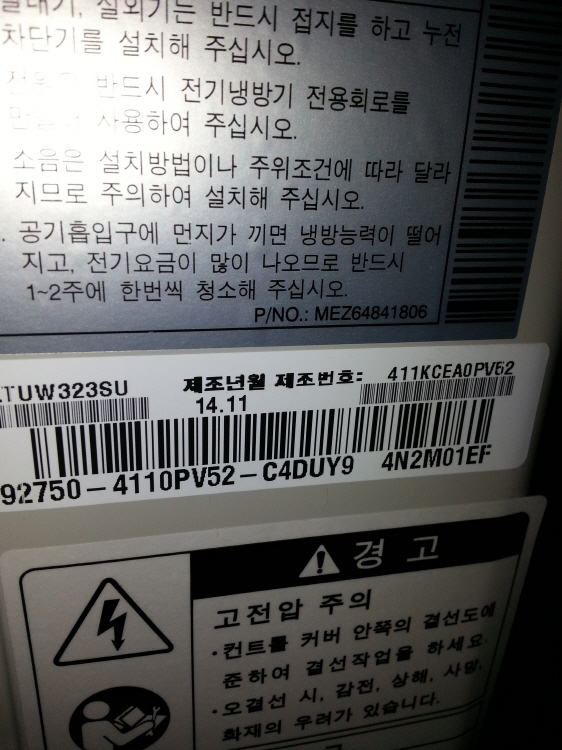 실외기는 반드시 접지를 하고 누전
차단기를 설치해 주십시오.
반드시 전기냉방기 전용회로를
사용하여 주십시오.
소음은 설치방법이나 주위조건에 따라 달라
지므로 주의하여 설치해 주십시오.
. 공기흡입구에 먼지가 끼면 냉방능력이 떨어
지고, 전기요금이 많이 나오므로 반드시
1~2주에 한번씩 청소해 주십시오.
P/NO.: MEZ64841806
TUW323SU 제조년월 제조번호: 411KCEA0PV52
14.11
92750-4110PV52-C4DUY9 4N2M01EF
경 고
고전압 주의
·컨트롤 커버 안쪽의 결선도에
준하여 결선작업을 하세요.
·오결선 시, 감전, 상해, 사망,
화재의 우려가 있습니다.